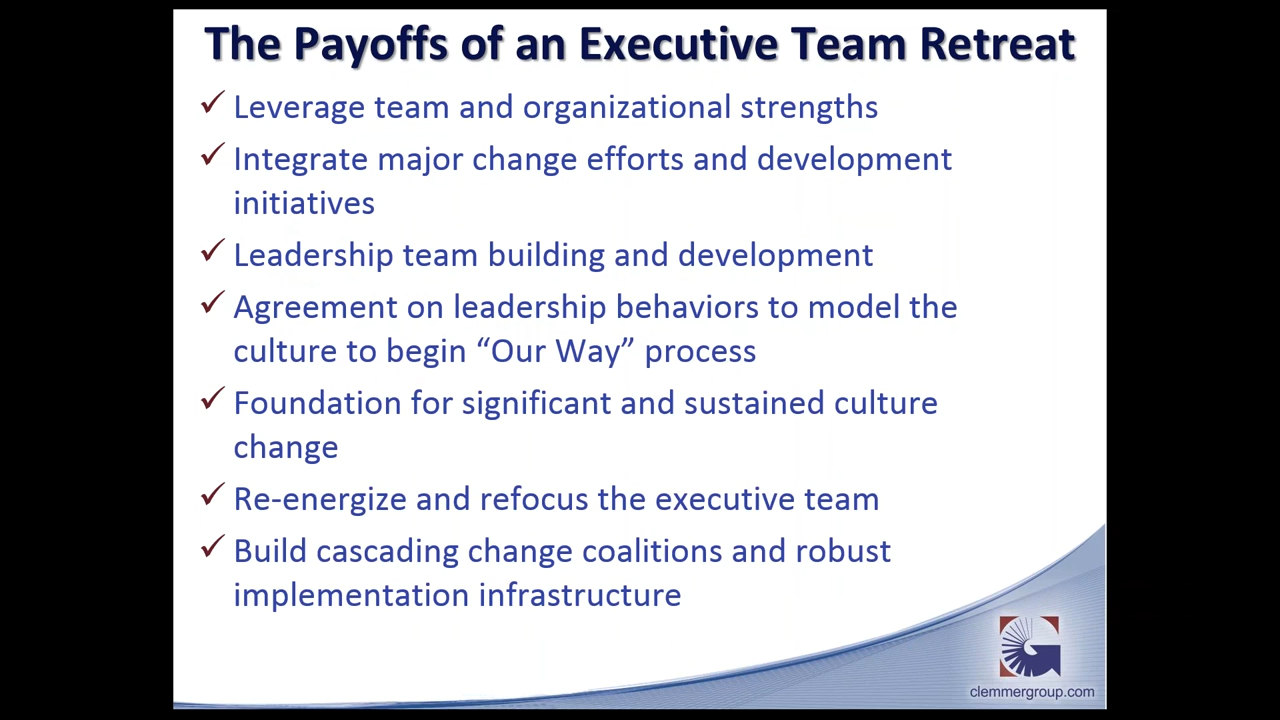 The Payoffs of an Executive Team Retreat
✓ Leverage team and organizational strengths
✓ Integrate major change efforts and development
initiatives
✓ Leadership team building and development
✓ Agreement on leadership behaviors to model the
culture to begin “Our Way” process
✓ Foundation for significant and sustained culture
change
✓ Re-energize and refocus the executive team
✓ Build cascading change coalitions and robust
implementation infrastructure
clemmergroup.com